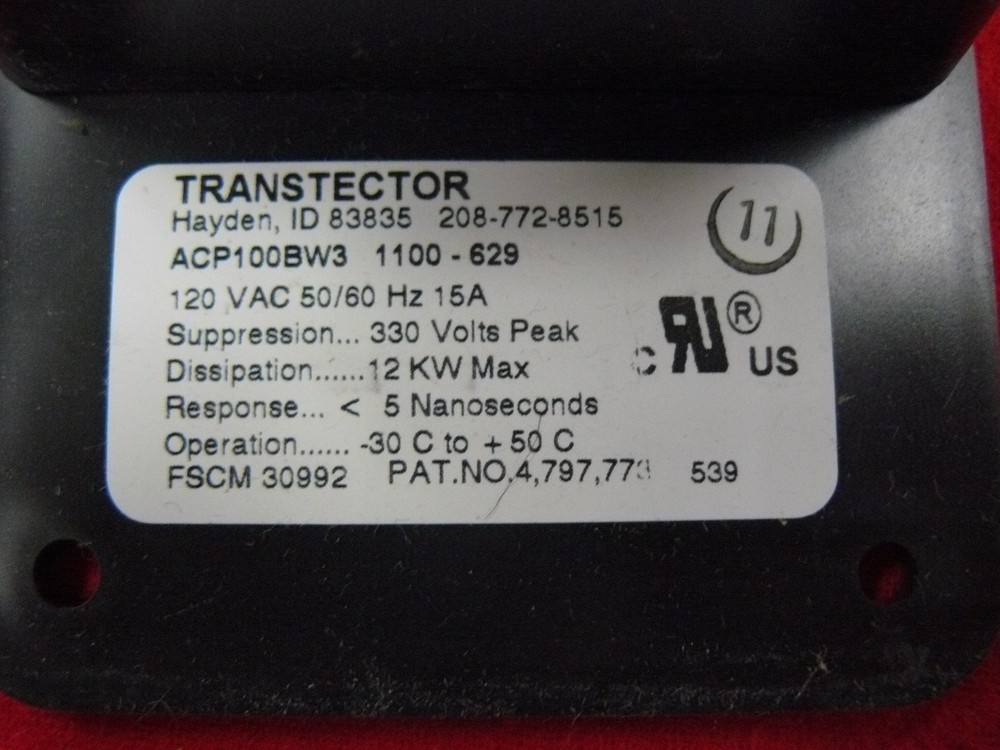 TRANSTECTOR
Hayden, ID 83835 208-772-8515
11
ACP100BW3 1100 - 629
120 VAC 50/60 Hz 15A
Suppression... 330 Volts Peak
Dissipation......12 KW Max
c RU ® US
Response... < 5 Nanoseconds
Operation...... -30 C to + 50 C
FSCM 30992 PAT.NO.4,797,773 539